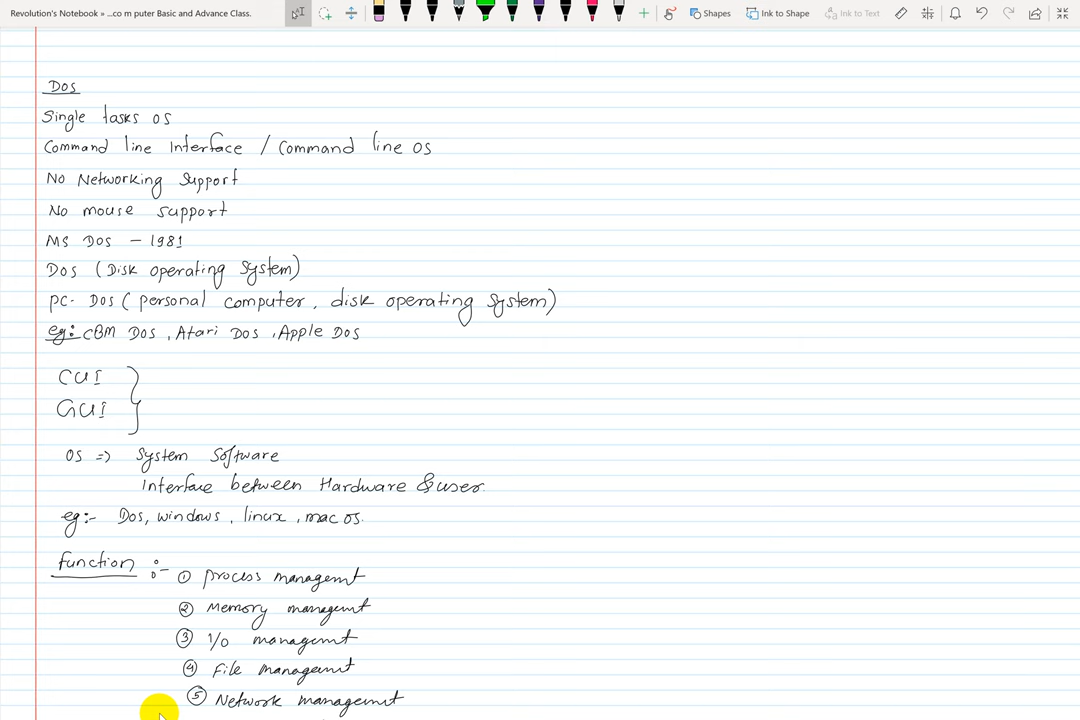 Revolution's Notebook » ...co m puter Basic and Advance Class.
Shapes Ink to Shape Ink to Text
Dos
Single tasks os
Command line Interface / Command line os
No Networking Support
No mouse support
MS Dos - 1981
Dos (Disk operating System)
PC- Dos (personal computer, disk operating system)
eg:- CBM Dos, Atari Dos, Apple Dos
CUI
GUI
os => System Software
Interface between Hardware & user.
eg:- Dos, windows, linux, mac os.
function :-
① process managemt
② Memory managemt
③ I/o managemt
④ File managemt
⑤ Network managemt